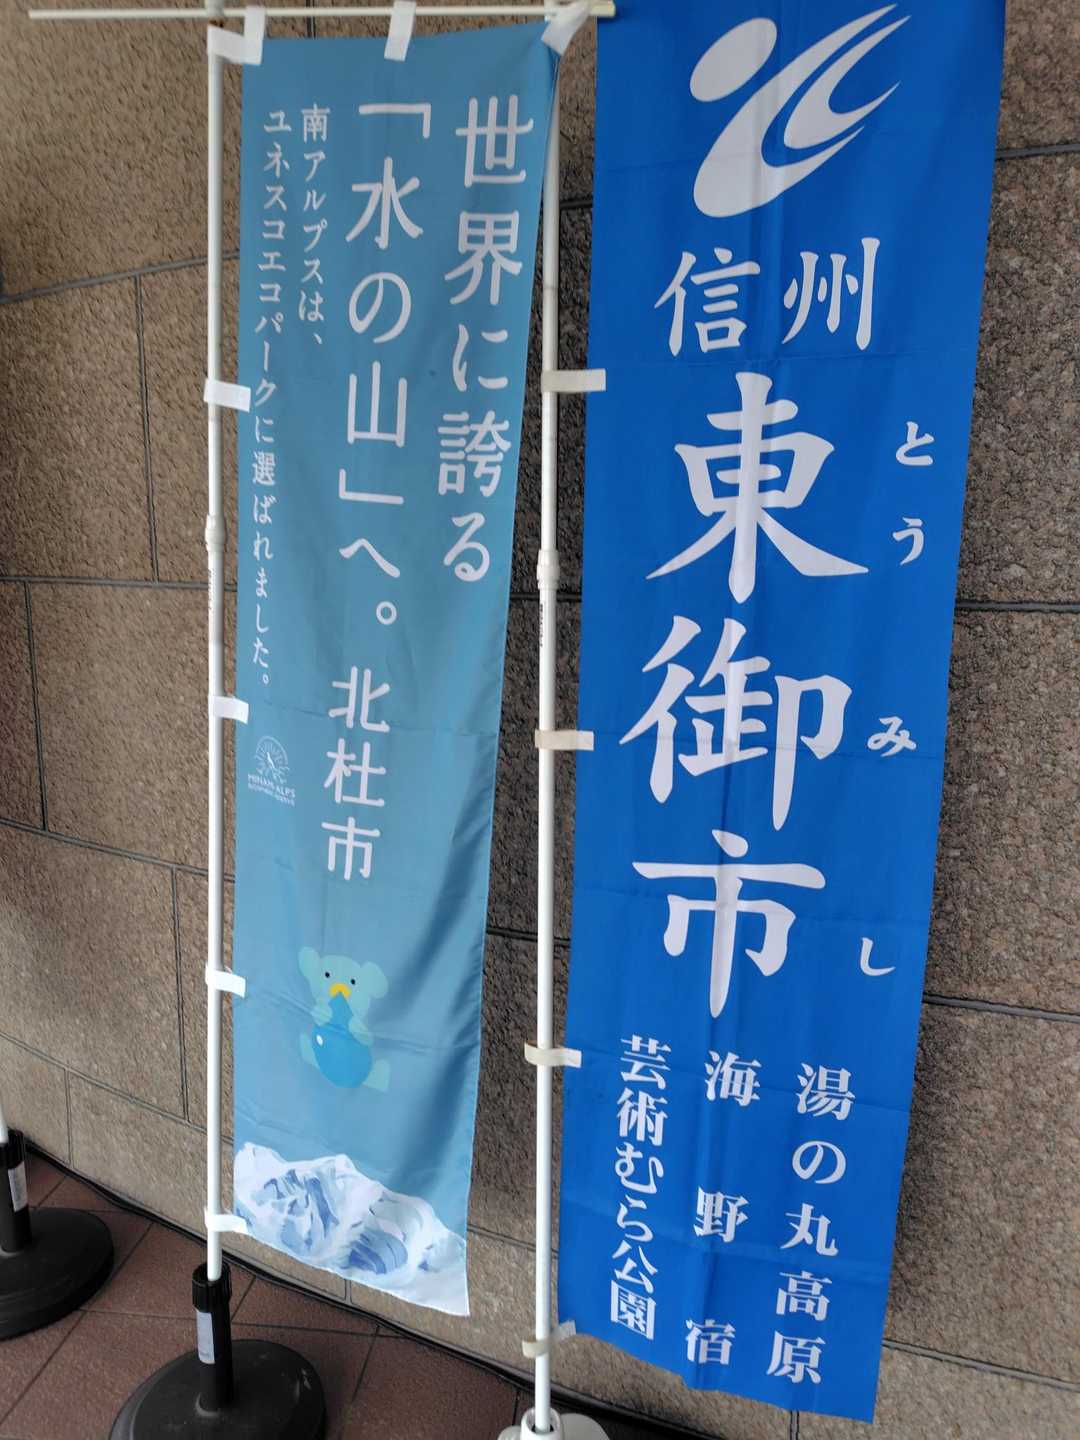 世界に誇る
「水の山」へ。 北杜市
南アルプスは、
ユネスコエコパークに選ばれました。
MINAMI ALPS
信州
東御市
とうみし
湯の丸高原
海野宿
芸術むら公園